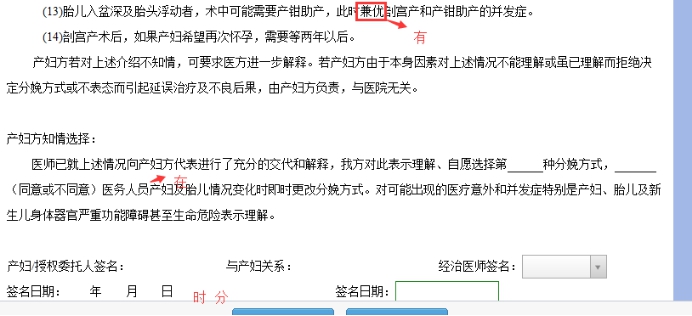 (13)胎儿入盆深及胎头浮动者，术中可能需要产钳助产，此时兼优剖宫产和产钳助产的并发症。
有
(14)剖宫产术后，如果产妇希望再次怀孕，需要等两年以后。
产妇方若对上述介绍不知情，可要求医方进一步解释。若产妇方由于本身因素对上述情况不能理解或虽已理解而拒绝决
定分娩方式或不表态而引起延误治疗及不良后果，由产妇方负责，与医院无关。
产妇方知情选择：
医师已就上述情况向产妇方代表进行了充分的交代和解释，我方对此表示理解、自愿选择第_____种分娩方式，______
在
（同意或不同意）医务人员产妇及胎儿情况变化时即时更改分娩方式。对可能出现的医疗意外和并发症特别是产妇、胎儿及新
生儿身体器官严重功能障碍甚至生命危险表示理解。
产妇/授权委托人签名： 与产妇关系： 经治医师签名：
签名日期： 年 月 日 时 分 签名日期：